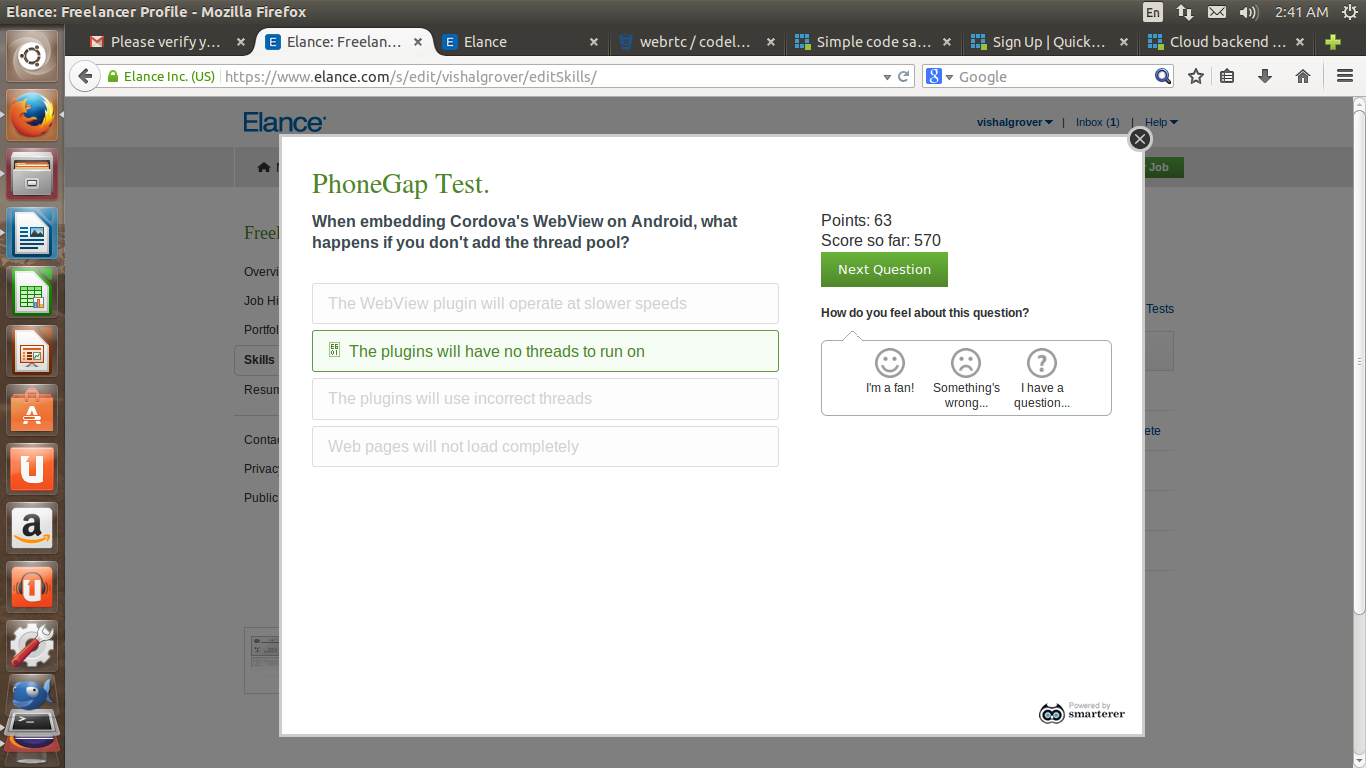 Elance: Freelancer Profile - Mozilla Firefox
En
2:41 AM
Please verify y…
Elance: Freelan…
Elance
webrtc / codel…
Simple code sa…
Sign Up | Quick…
Cloud backend …
Elance Inc. (US)
https://www.elance.com/s/edit/vishalgrover/editSkills/
Google
Elance
vishalgrover
|
Inbox (1)
|
Help
Job
PhoneGap Test.
When embedding Cordova's WebView on Android, what
happens if you don't add the thread pool?
The WebView plugin will operate at slower speeds
The plugins will have no threads to run on
The plugins will use incorrect threads
Web pages will not load completely
Points: 63
Score so far: 570
Next Question
How do you feel about this question?
I'm a fan!
Something's
wrong...
I have a
question...
Free
Overvi
Job Hi
Portfol
Skills
Resum
Contac
Privac
Public
Tests
ete
Powered by
smarterer